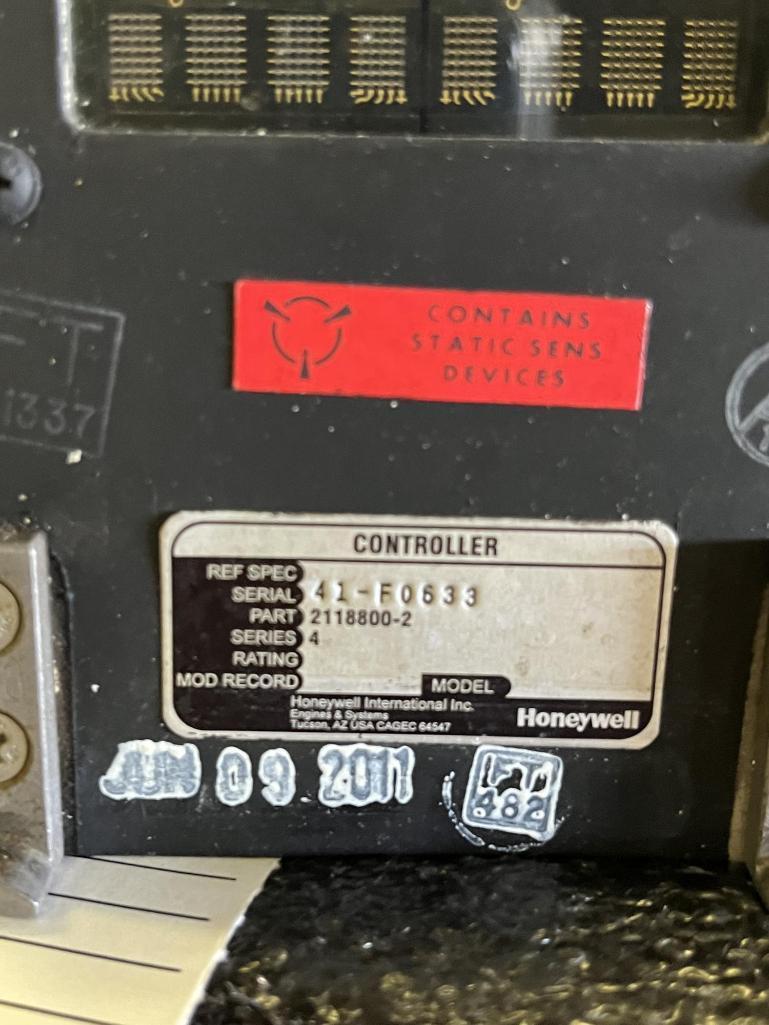 CONTAINS
STATIC SENS
DEVICES
1337
CONTROLLER
REF SPEC
SERIAL 41-F0633
PART 2118800-2
SERIES 4
RATING
MOD RECORD
MODEL
Honeywell International Inc.
Engines & Systems
Tucson, AZ USA CAGEC 64547
Honeywell
JUN 09 2011
482